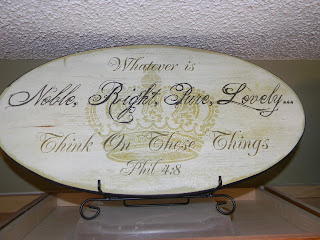 Whatever is
Noble, Right, Pure, Lovely...
Think On These Things
Phil 4:8